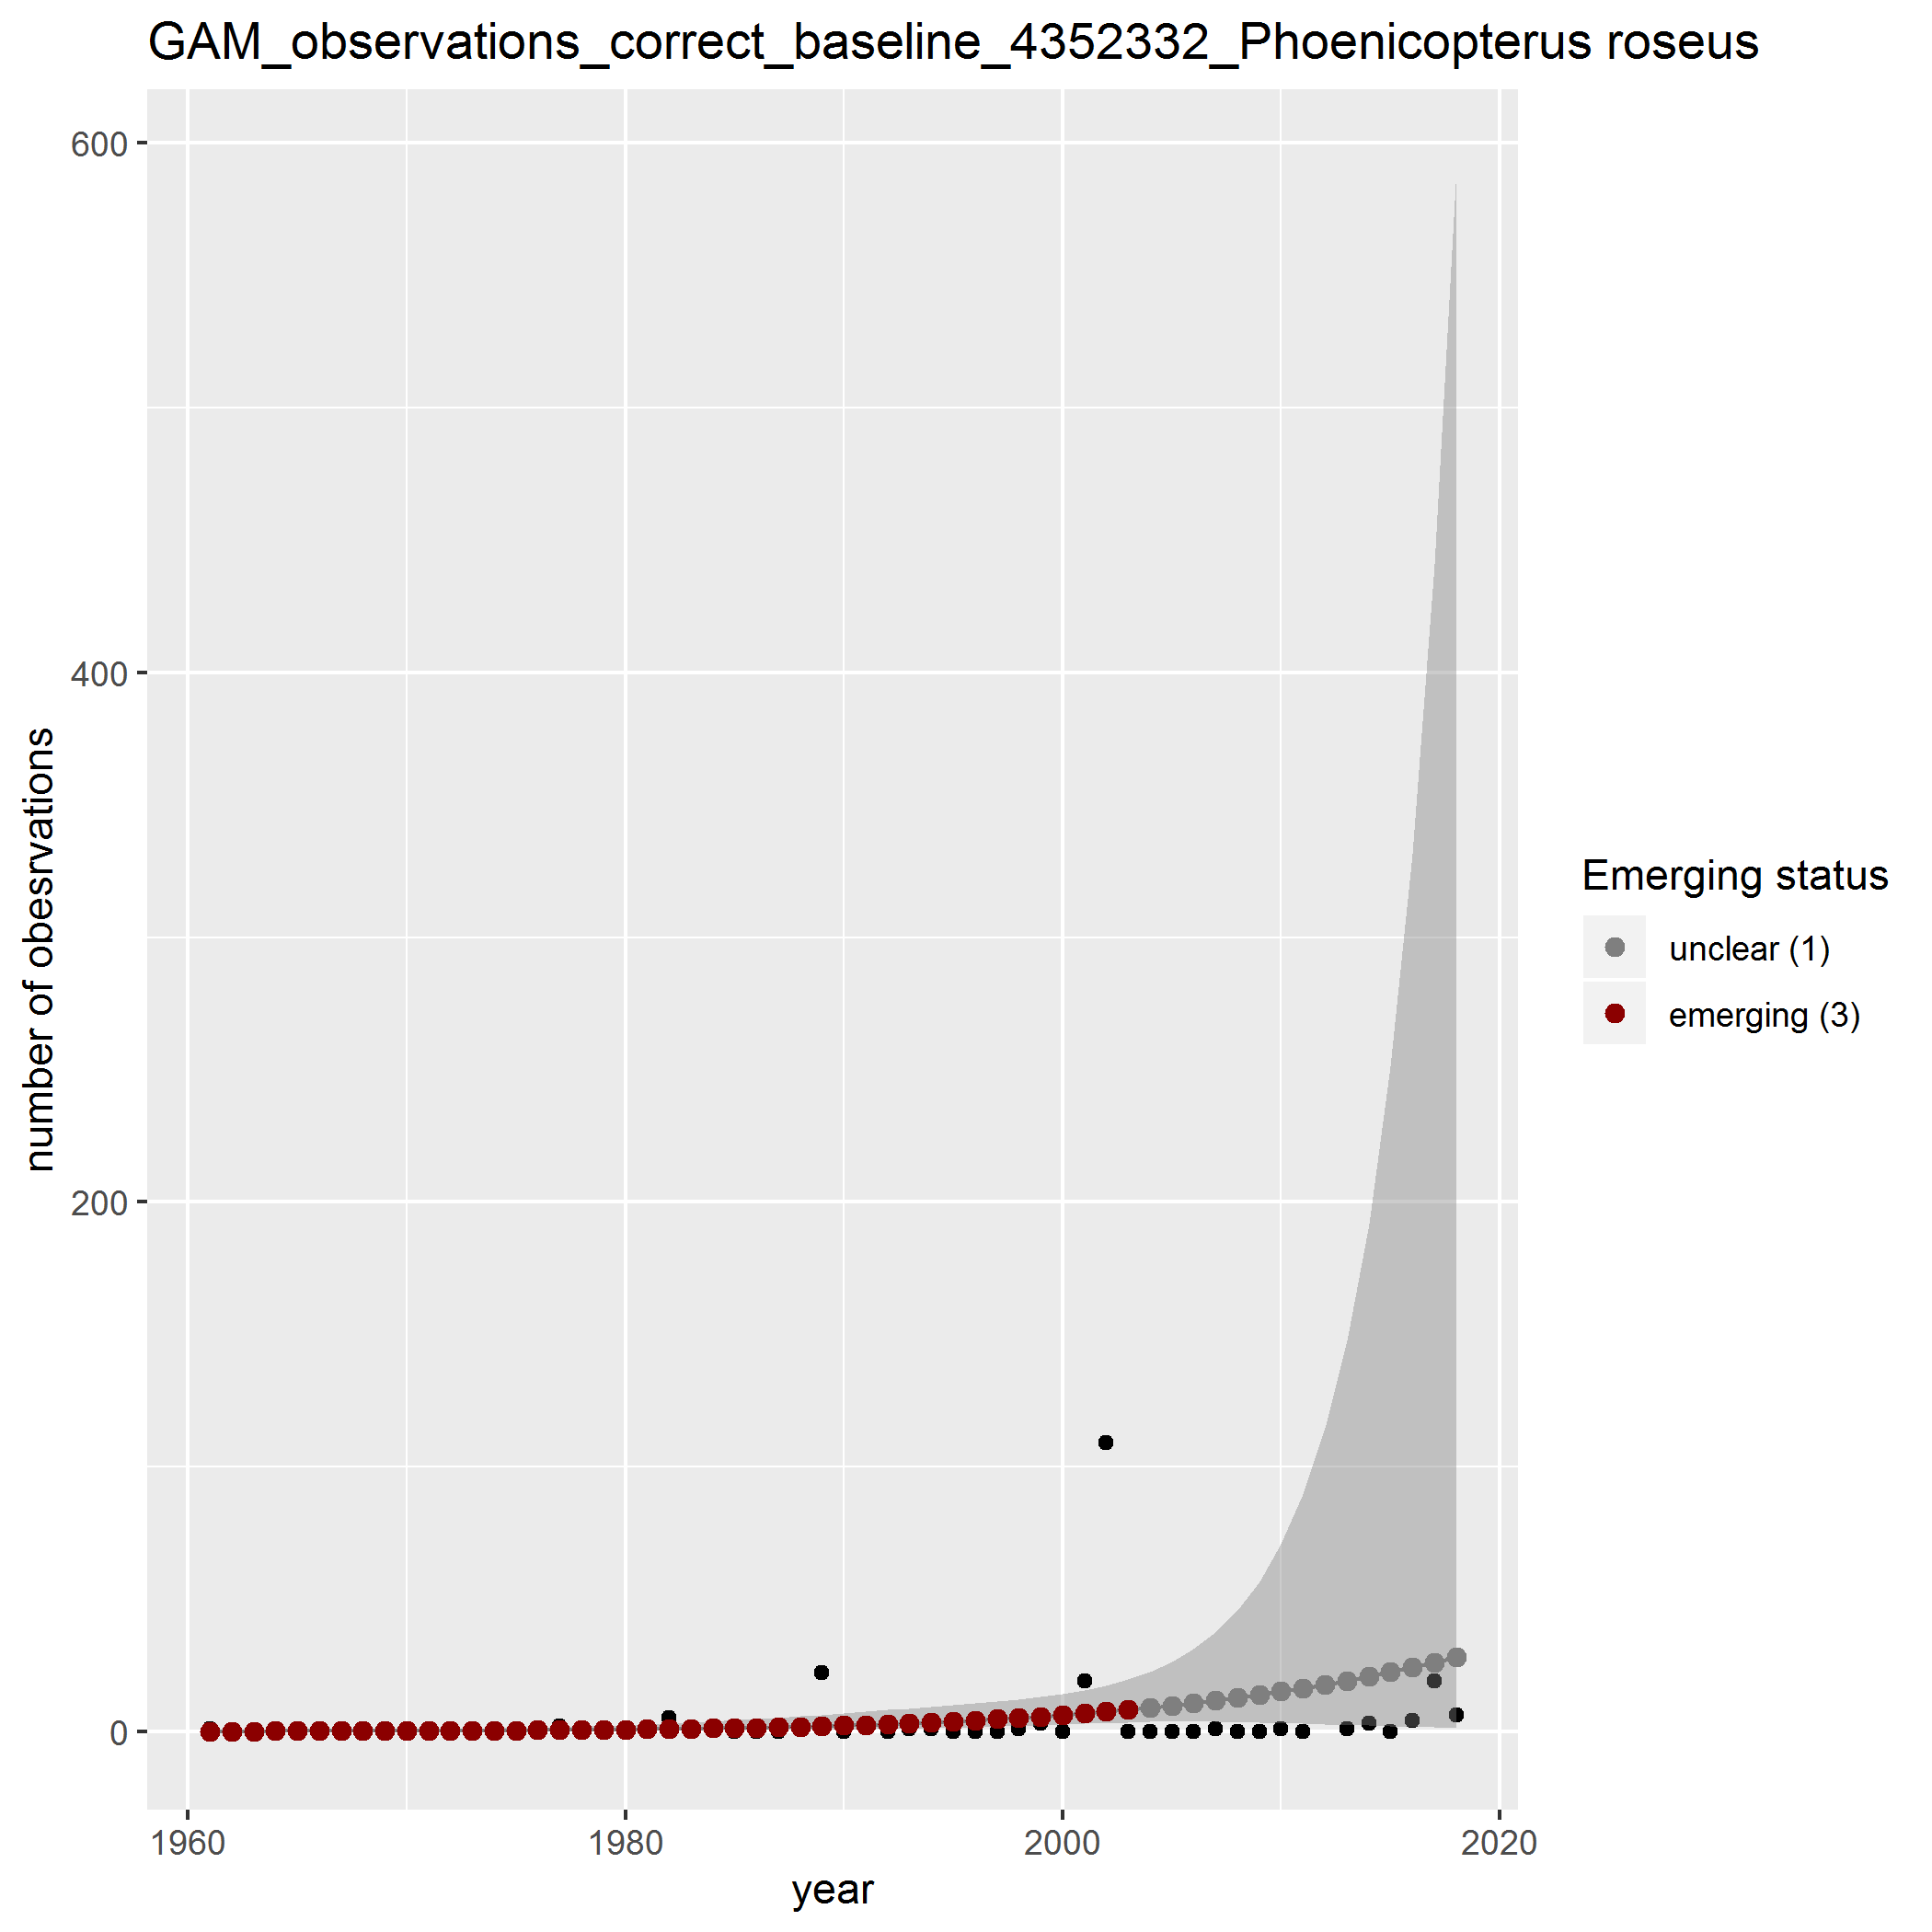 GAM_observations_correct_baseline_4352332_Phoenicopterus roseus
600
400
200
0
number of obesrvations
1960
1980
2000
2020
year
Emerging status
unclear (1)
emerging (3)